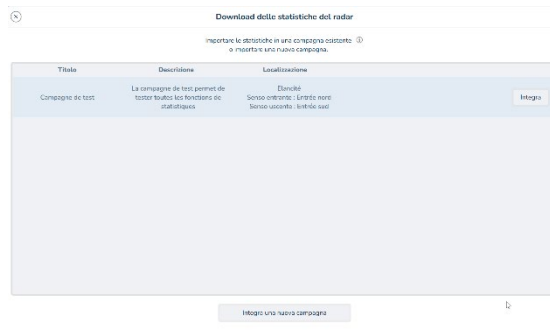 Download delle statistiche del radar
Importare le statistiche in una campagna esistente
o importare una nuova campagna.
Titolo Descrizione Localizzazione
La campagne de test permet de Elancité
Campagne de test tester toutes les fonctions de Senso entrante : Entrée nord Integra
statistiques Senso uscente : Entrée sud
Integra una nuova campagna